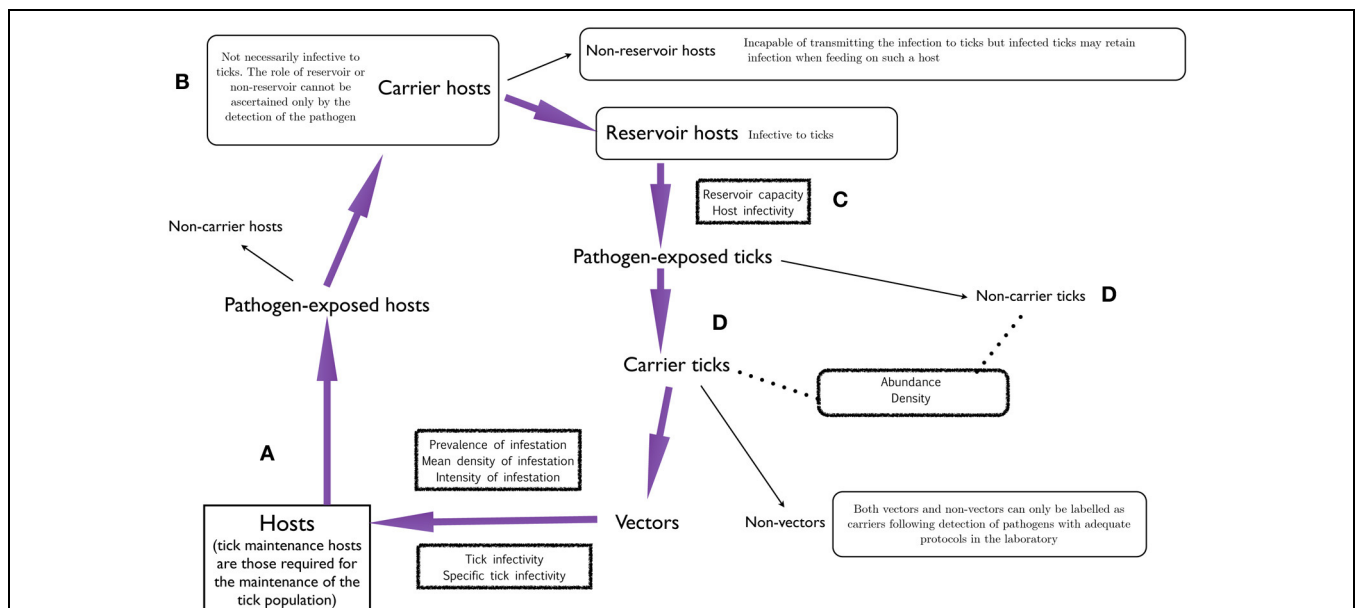 B
Not necessarily infective to
ticks. The role of reservoir or
non-reservoir cannot be
ascertained only by the
detection of the pathogen
Carrier hosts
Non-reservoir hosts
Incapable of transmitting the infection to ticks but infected ticks may retain
infection when feeding on such a host
Reservoir hosts
Infective to ticks
Reservoir capacity
Host infectivity
C
Non-carrier hosts
Pathogen-exposed ticks
Pathogen-exposed hosts
Non-carrier ticks
D
D
Carrier ticks
Abundance
Density
A
Prevalence of infestation
Mean density of infestation
Intensity of infestation
Hosts
(tick maintenance hosts
are those required for
the maintenance of the
tick population)
Vectors
Non-vectors
Both vectors and non-vectors can only be labelled as
carriers following detection of pathogens with adequate
protocols in the laboratory
Tick infectivity
Specific tick infectivity